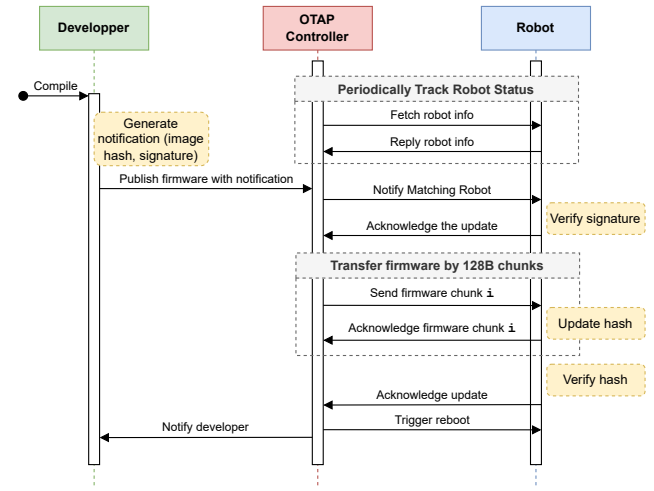 Developper
OTAP
Controller
Robot
Compile
Periodically Track Robot Status
Generate
notification (image
hash, signature)
Fetch robot info
Reply robot info
Publish firmware with notification
Notify Matching Robot
Verify signature
Acknowledge the update
Transfer firmware by 128B chunks
Send firmware chunk i
Update hash
Acknowledge firmware chunk i
Verify hash
Acknowledge update
Trigger reboot
Notify developer